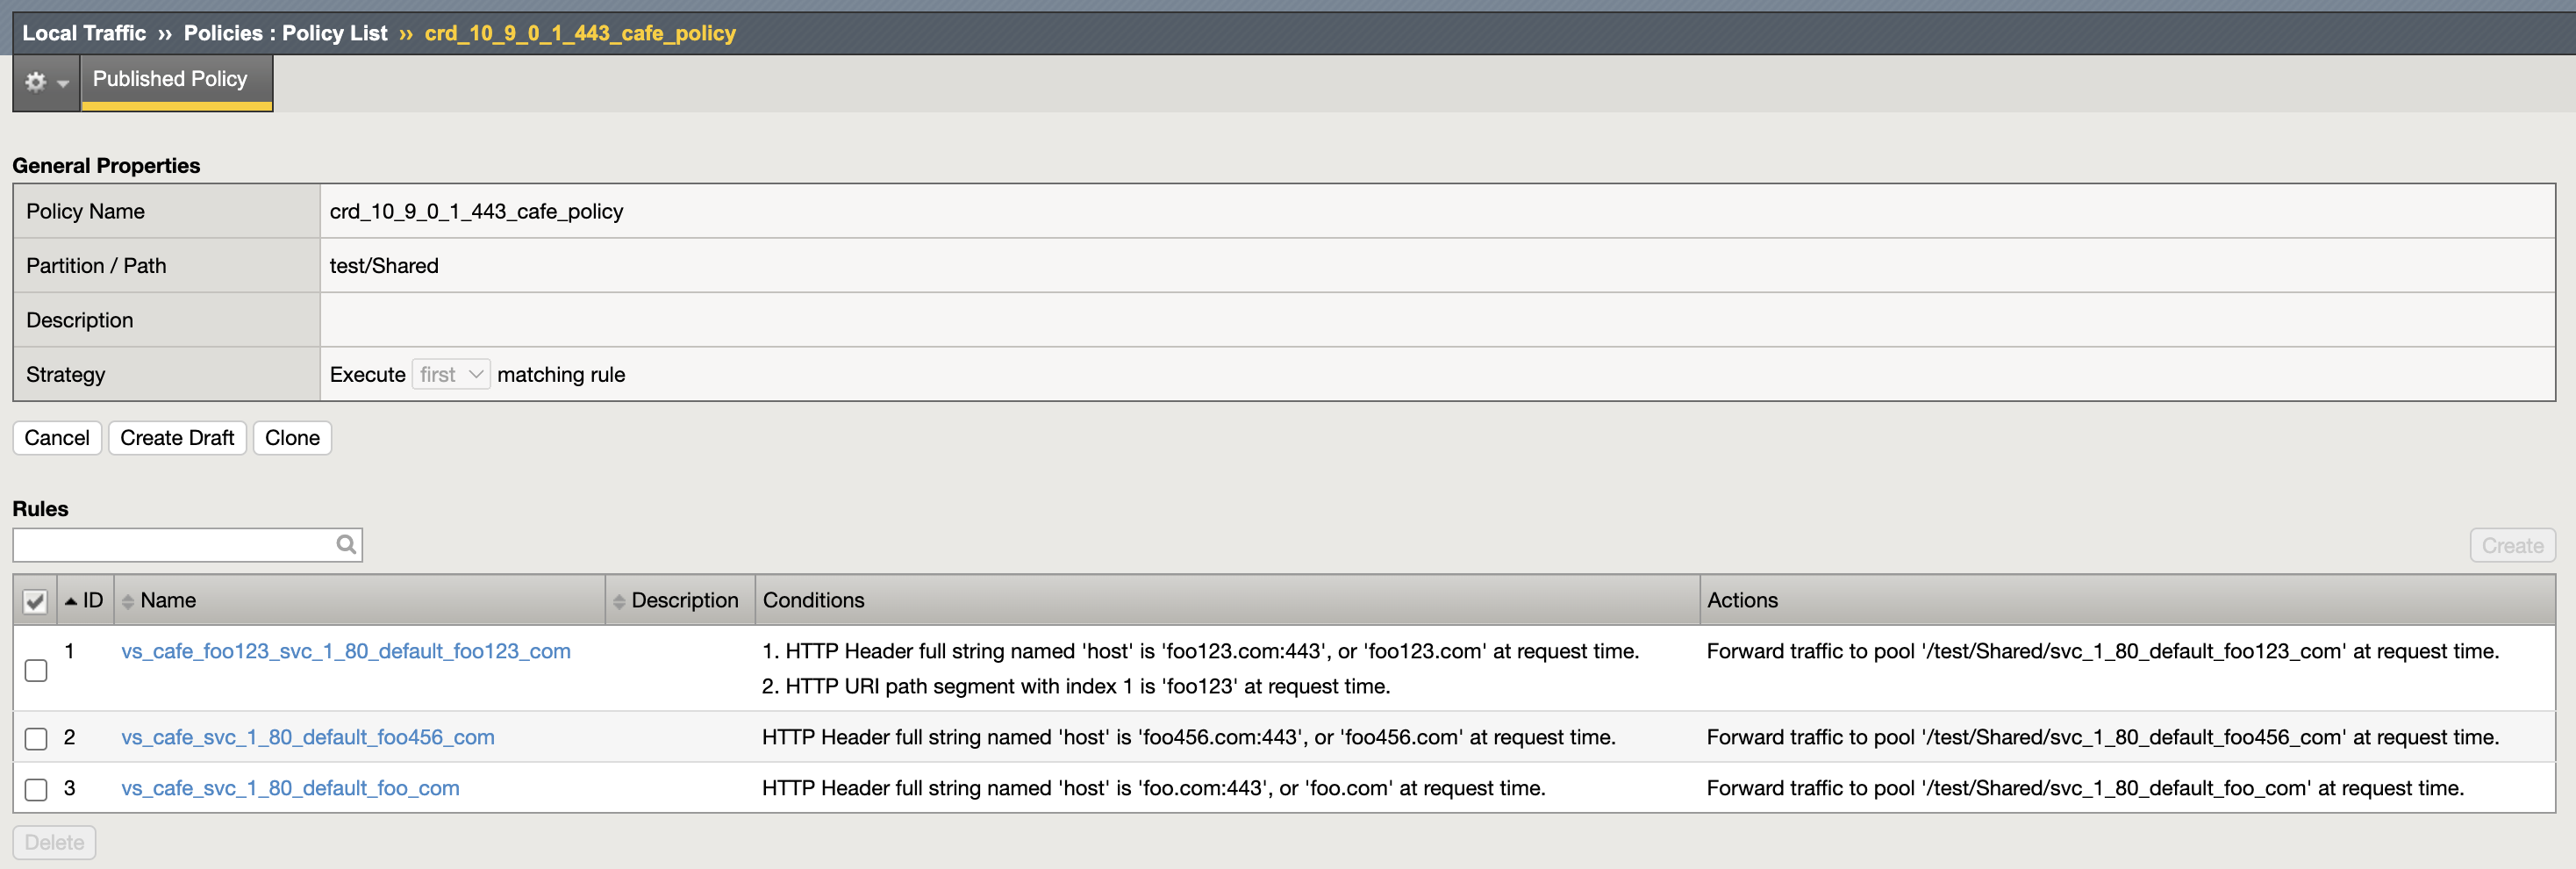 Local Traffic ›› Policies : Policy List ›› crd_10_9_0_1_443_cafe_policy
Published Policy
General Properties
Policy Name crd_10_9_0_1_443_cafe_policy
Partition / Path test/Shared
Description
Strategy Execute first matching rule
Cancel Create Draft Clone
Rules
Create
ID Name Description Conditions Actions
1 vs_cafe_foo123_svc_1_80_default_foo123_com 1. HTTP Header full string named 'host' is 'foo123.com:443', or 'foo123.com' at request time. Forward traffic to pool '/test/Shared/svc_1_80_default_foo123_com' at request time.
2. HTTP URI path segment with index 1 is 'foo123' at request time.
2 vs_cafe_svc_1_80_default_foo456_com HTTP Header full string named 'host' is 'foo456.com:443', or 'foo456.com' at request time. Forward traffic to pool '/test/Shared/svc_1_80_default_foo456_com' at request time.
3 vs_cafe_svc_1_80_default_foo_com HTTP Header full string named 'host' is 'foo.com:443', or 'foo.com' at request time. Forward traffic to pool '/test/Shared/svc_1_80_default_foo_com' at request time.
Delete